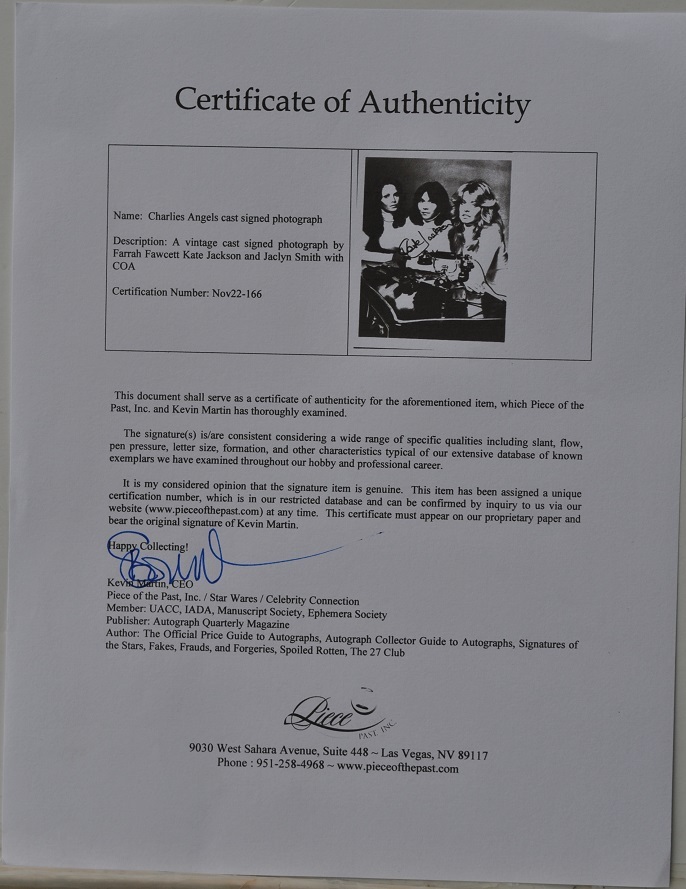 Certificate of Authenticity
Name: Charlies Angels cast signed photograph
Description: A vintage cast signed photograph by
Farrah Fawcett Kate Jackson and Jaclyn Smith with
COA
Certification Number: Nov22-166
This document shall serve as a certificate of authenticity for the aforementioned item, which Piece of the
Past, Inc. and Kevin Martin has thoroughly examined.
The signature(s) is/are consistent considering a wide range of specific qualities including slant, flow,
pen pressure, letter size, formation, and other characteristics typical of our extensive database of known
exemplars we have examined throughout our hobby and professional career.
It is my considered opinion that the signature item is genuine. This item has been assigned a unique
certification number, which is in our restricted database and can be confirmed by inquiry to us via our
website (www.pieceofthepast.com) at any time. This certificate must appear on our proprietary paper and
bear the original signature of Kevin Martin.
Happy Collecting!
Kevin Martin, CEO
Piece of the Past, Inc. / Star Wares / Celebrity Connection
Member: UACC, IADA, Manuscript Society, Ephemera Society
Publisher: Autograph Quarterly Magazine
Author: The Official Price Guide to Autographs, Autograph Collector Guide to Autographs, Signatures of
the Stars, Fakes, Frauds, and Forgeries, Spoiled Rotten, The 27 Club
Piece
PAST INC.
9030 West Sahara Avenue, Suite 448 ~ Las Vegas, NV 89117
Phone : 951-258-4968 ~ www.pieceofthepast.com